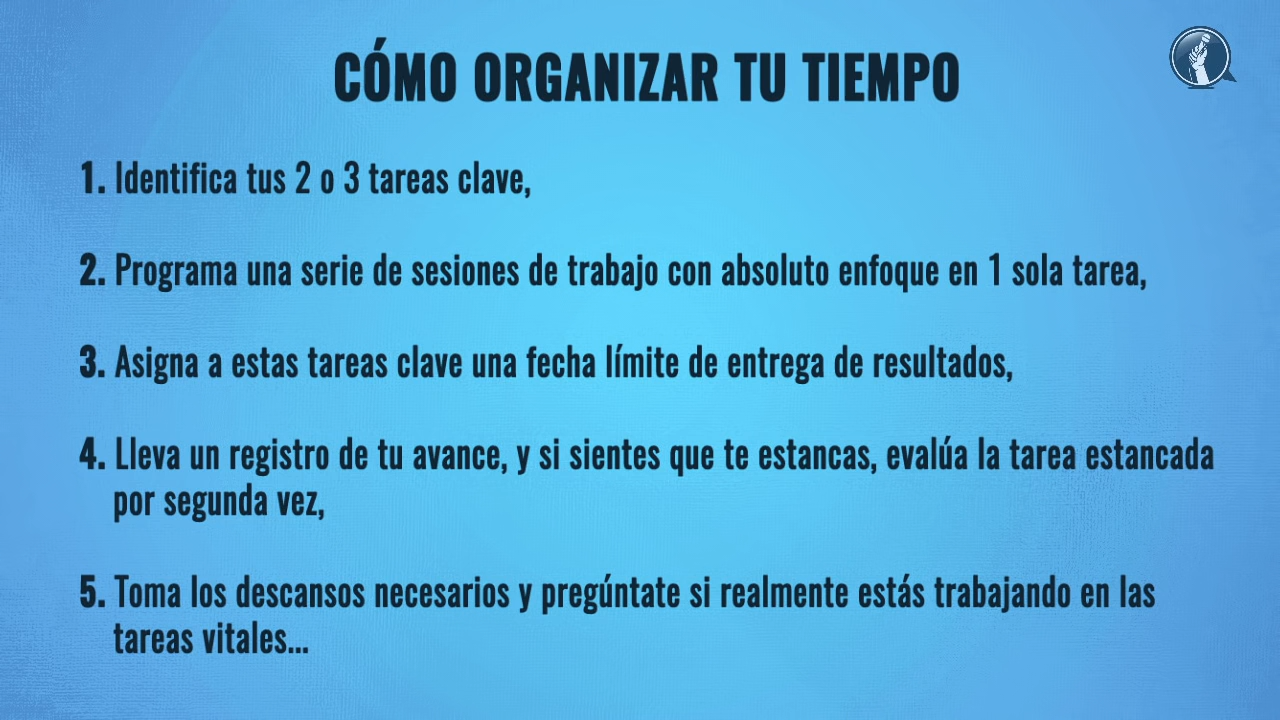 CÓMO ORGANIZAR TU TIEMPO
1. Identifica tus 2 o 3 tareas clave,
2. Programa una serie de sesiones de trabajo con absoluto enfoque en 1 sola tarea,
3. Asigna a estas tareas clave una fecha límite de entrega de resultados,
4. Lleva un registro de tu avance, y si sientes que te estancas, evalúa la tarea estancada
por segunda vez,
5. Toma los descansos necesarios y pregúntate si realmente estás trabajando en las
tareas vitales...